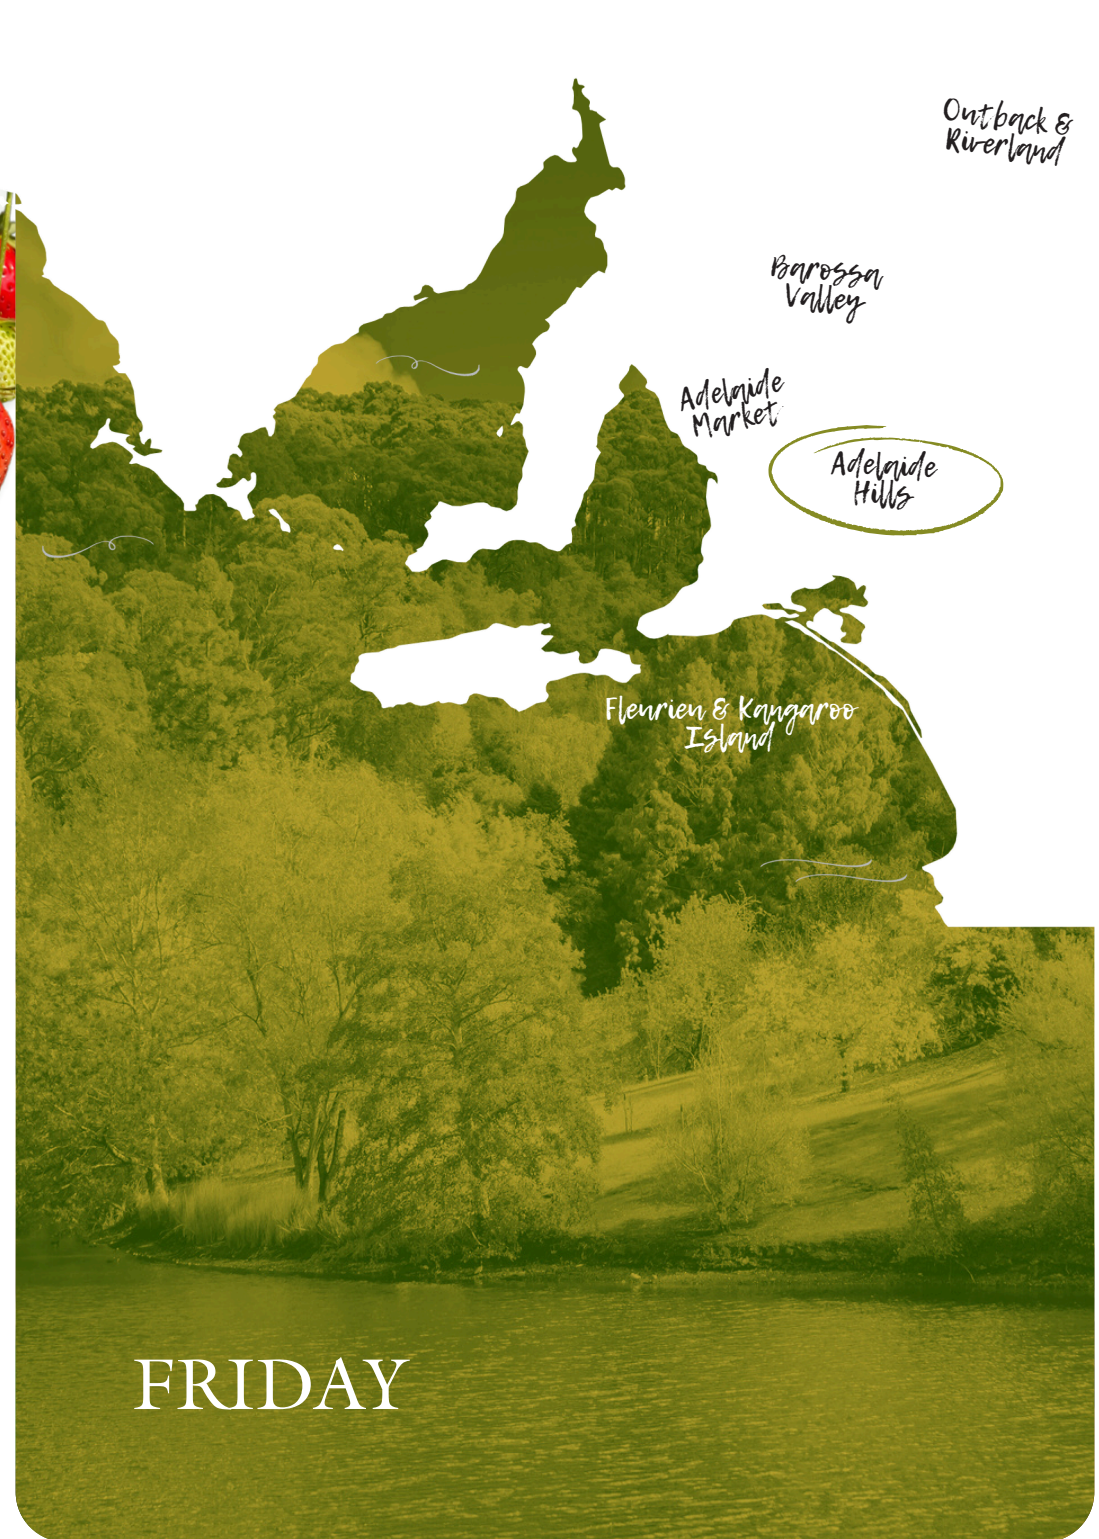 Outback &
Riverland
Barossa
Valley
Adelaide
Market
Adelaide
Hills
Fleurieu & Kangaroo
Island
FRIDAY